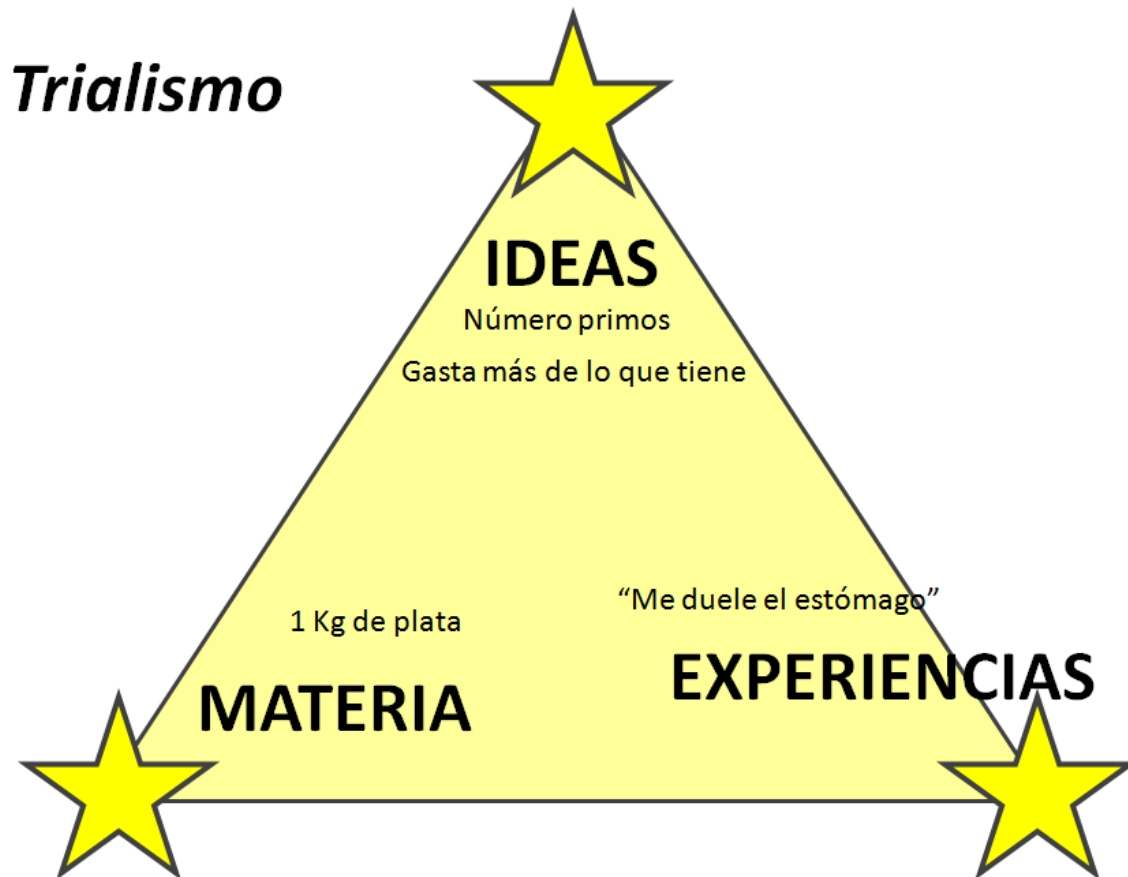 Trialismo
IDEAS
Número primos
Gasta más de lo que tiene
1 Kg de plata
MATERIA
“Me duele el estómago”
EXPERIENCIAS